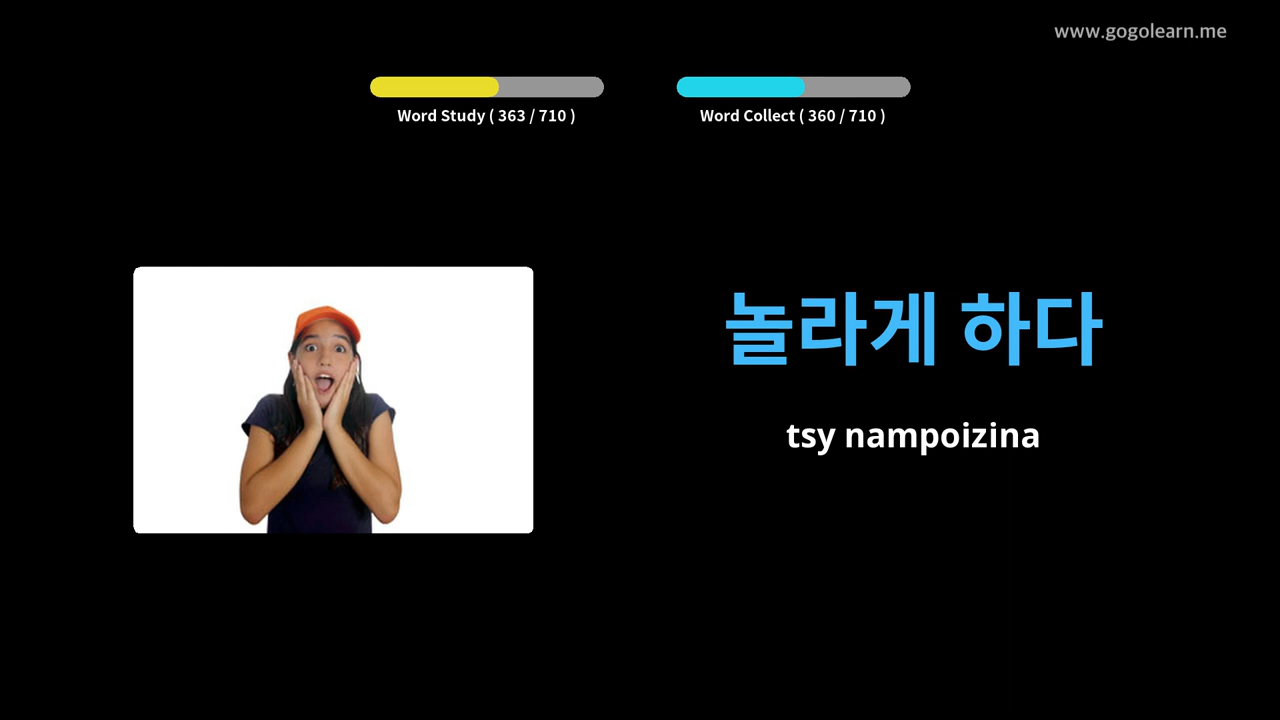 www.gogolearn.me
Word Study ( 363 / 710 )
Word Collect ( 360 / 710 )
놀라게 하다
tsy nampoizina